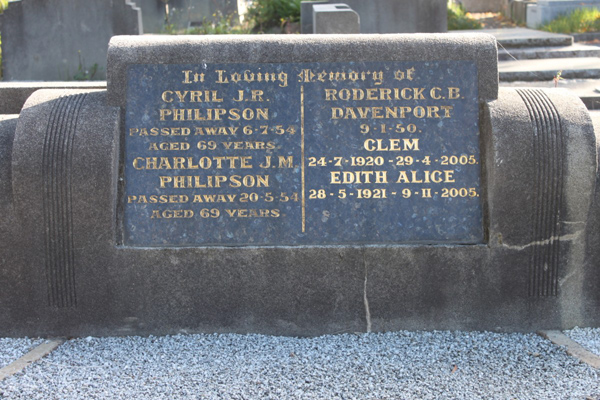 In Loving Memory of
CYRIL J.R.
PHILIPSON
PASSED AWAY 6-7-54
AGED 69 YEARS
CHARLOTTE J.M.
PHILIPSON
PASSED AWAY 20-5-54
AGED 69 YEARS
RODERICK C.B.
DAVENPORT
9-1-50.
CLEM
24-7-1920-29-4-2005.
EDITH ALICE
28-5-1921-9-11-2005.